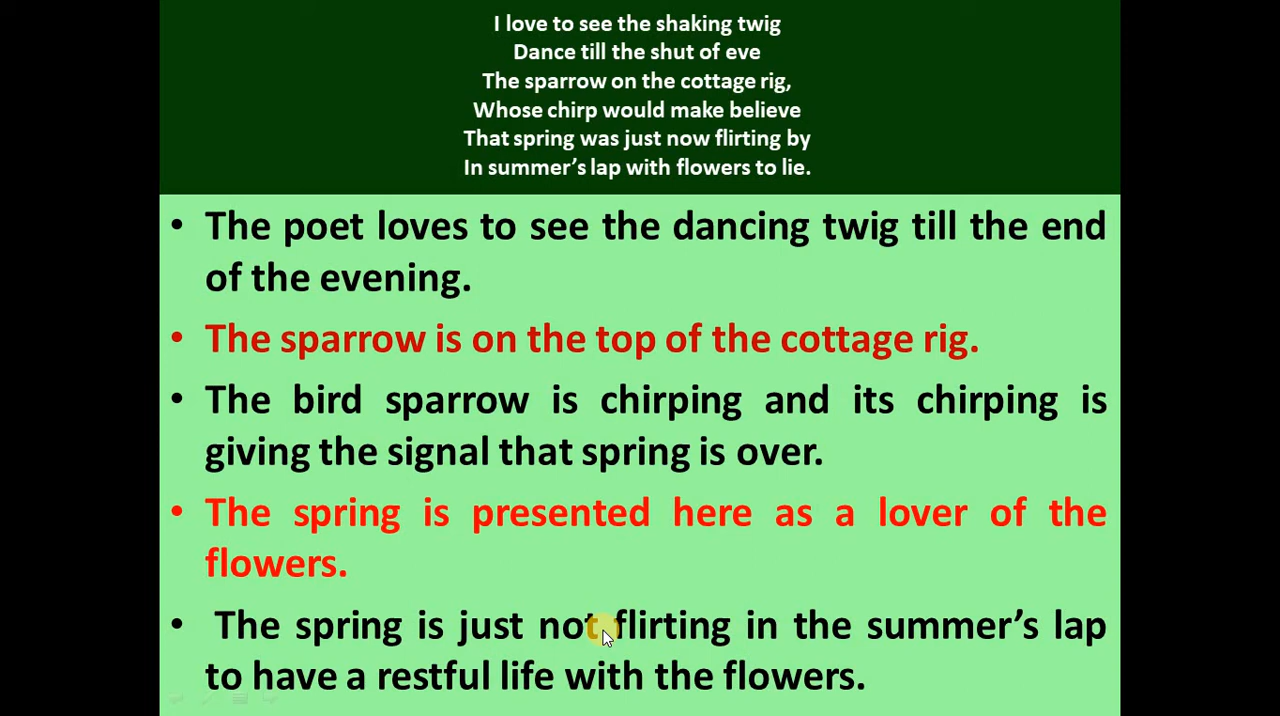 I love to see the shaking twig
Dance till the shut of eve
The sparrow on the cottage rig,
Whose chirp would make believe
That spring was just now flirting by
In summer's lap with flowers to lie.
• The poet loves to see the dancing twig till the end
of the evening.
• The sparrow is on the top of the cottage rig.
• The bird sparrow is chirping and its chirping is
giving the signal that spring is over.
• The spring is presented here as a lover of the
flowers.
• The spring is just not flirting in the summer's lap
to have a restful life with the flowers.